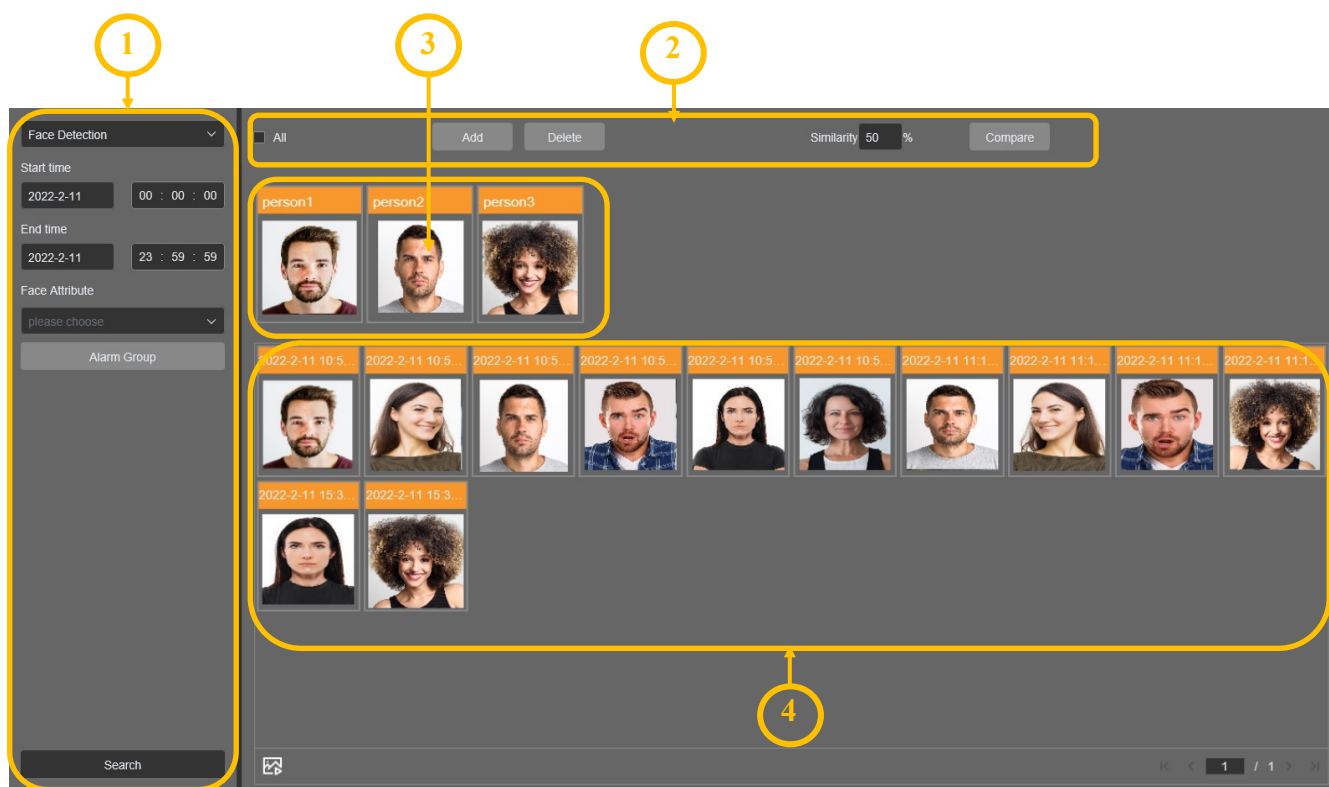 1
3
2
Face Detection
Start time
2022-2-11 00 : 00 : 00
End time
2022-2-11 23 : 59 : 59
Face Attribute
please choose
Alarm Group
Search
All Add Delete Similarity 50 % Compare
person1 person2 person3
2022-2-11 10:5... 2022-2-11 10:5... 2022-2-11 10:5... 2022-2-11 10:5... 2022-2-11 10:5... 2022-2-11 10:5... 2022-2-11 11:1... 2022-2-11 11:1... 2022-2-11 11:1... 2022-2-11 11:1...
2022-2-11 15:3... 2022-2-11 15:3...
4
1 / 1